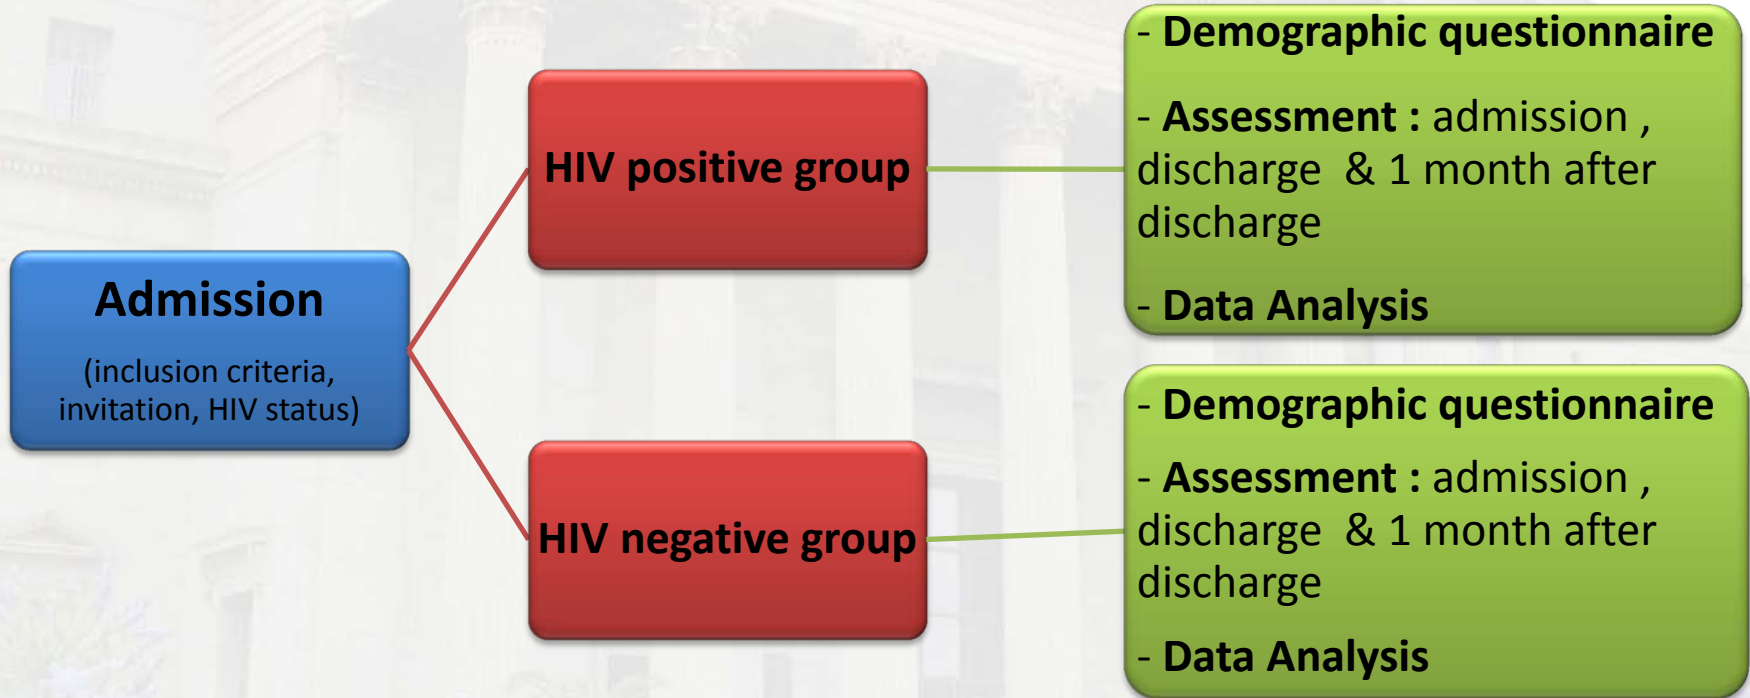 Admission
(inclusion criteria,
invitation, HIV status)
HIV positive group
HIV negative group
- Demographic questionnaire
- Assessment : admission ,
discharge & 1 month after
discharge
- Data Analysis
- Demographic questionnaire
- Assessment : admission ,
discharge & 1 month after
discharge
- Data Analysis